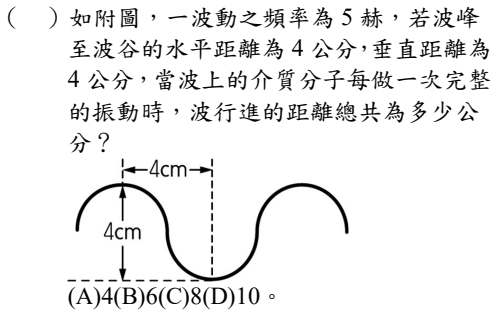 （　）如附圖，一波動之頻率為 5 赫，若波峰
至波谷的水平距離為 4 公分，垂直距離為
4 公分，當波上的介質分子每做一次完整
的振動時，波行進的距離總共為多少公
分？
4cm
4cm
(A)4(B)6(C)8(D)10。